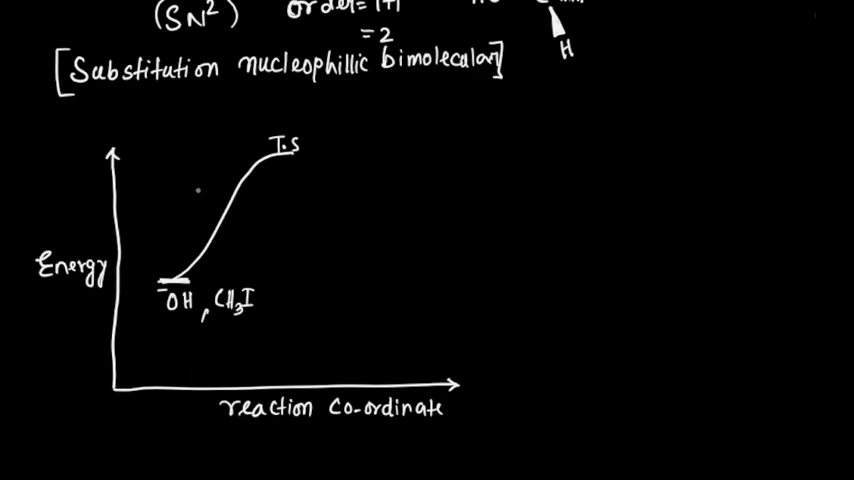 (SN²) order= 1+1
= 2
H
[Substitution nucleophillic bimolecular]
T.S
Energy
⁻OH, CH₃I
reaction co-ordinate